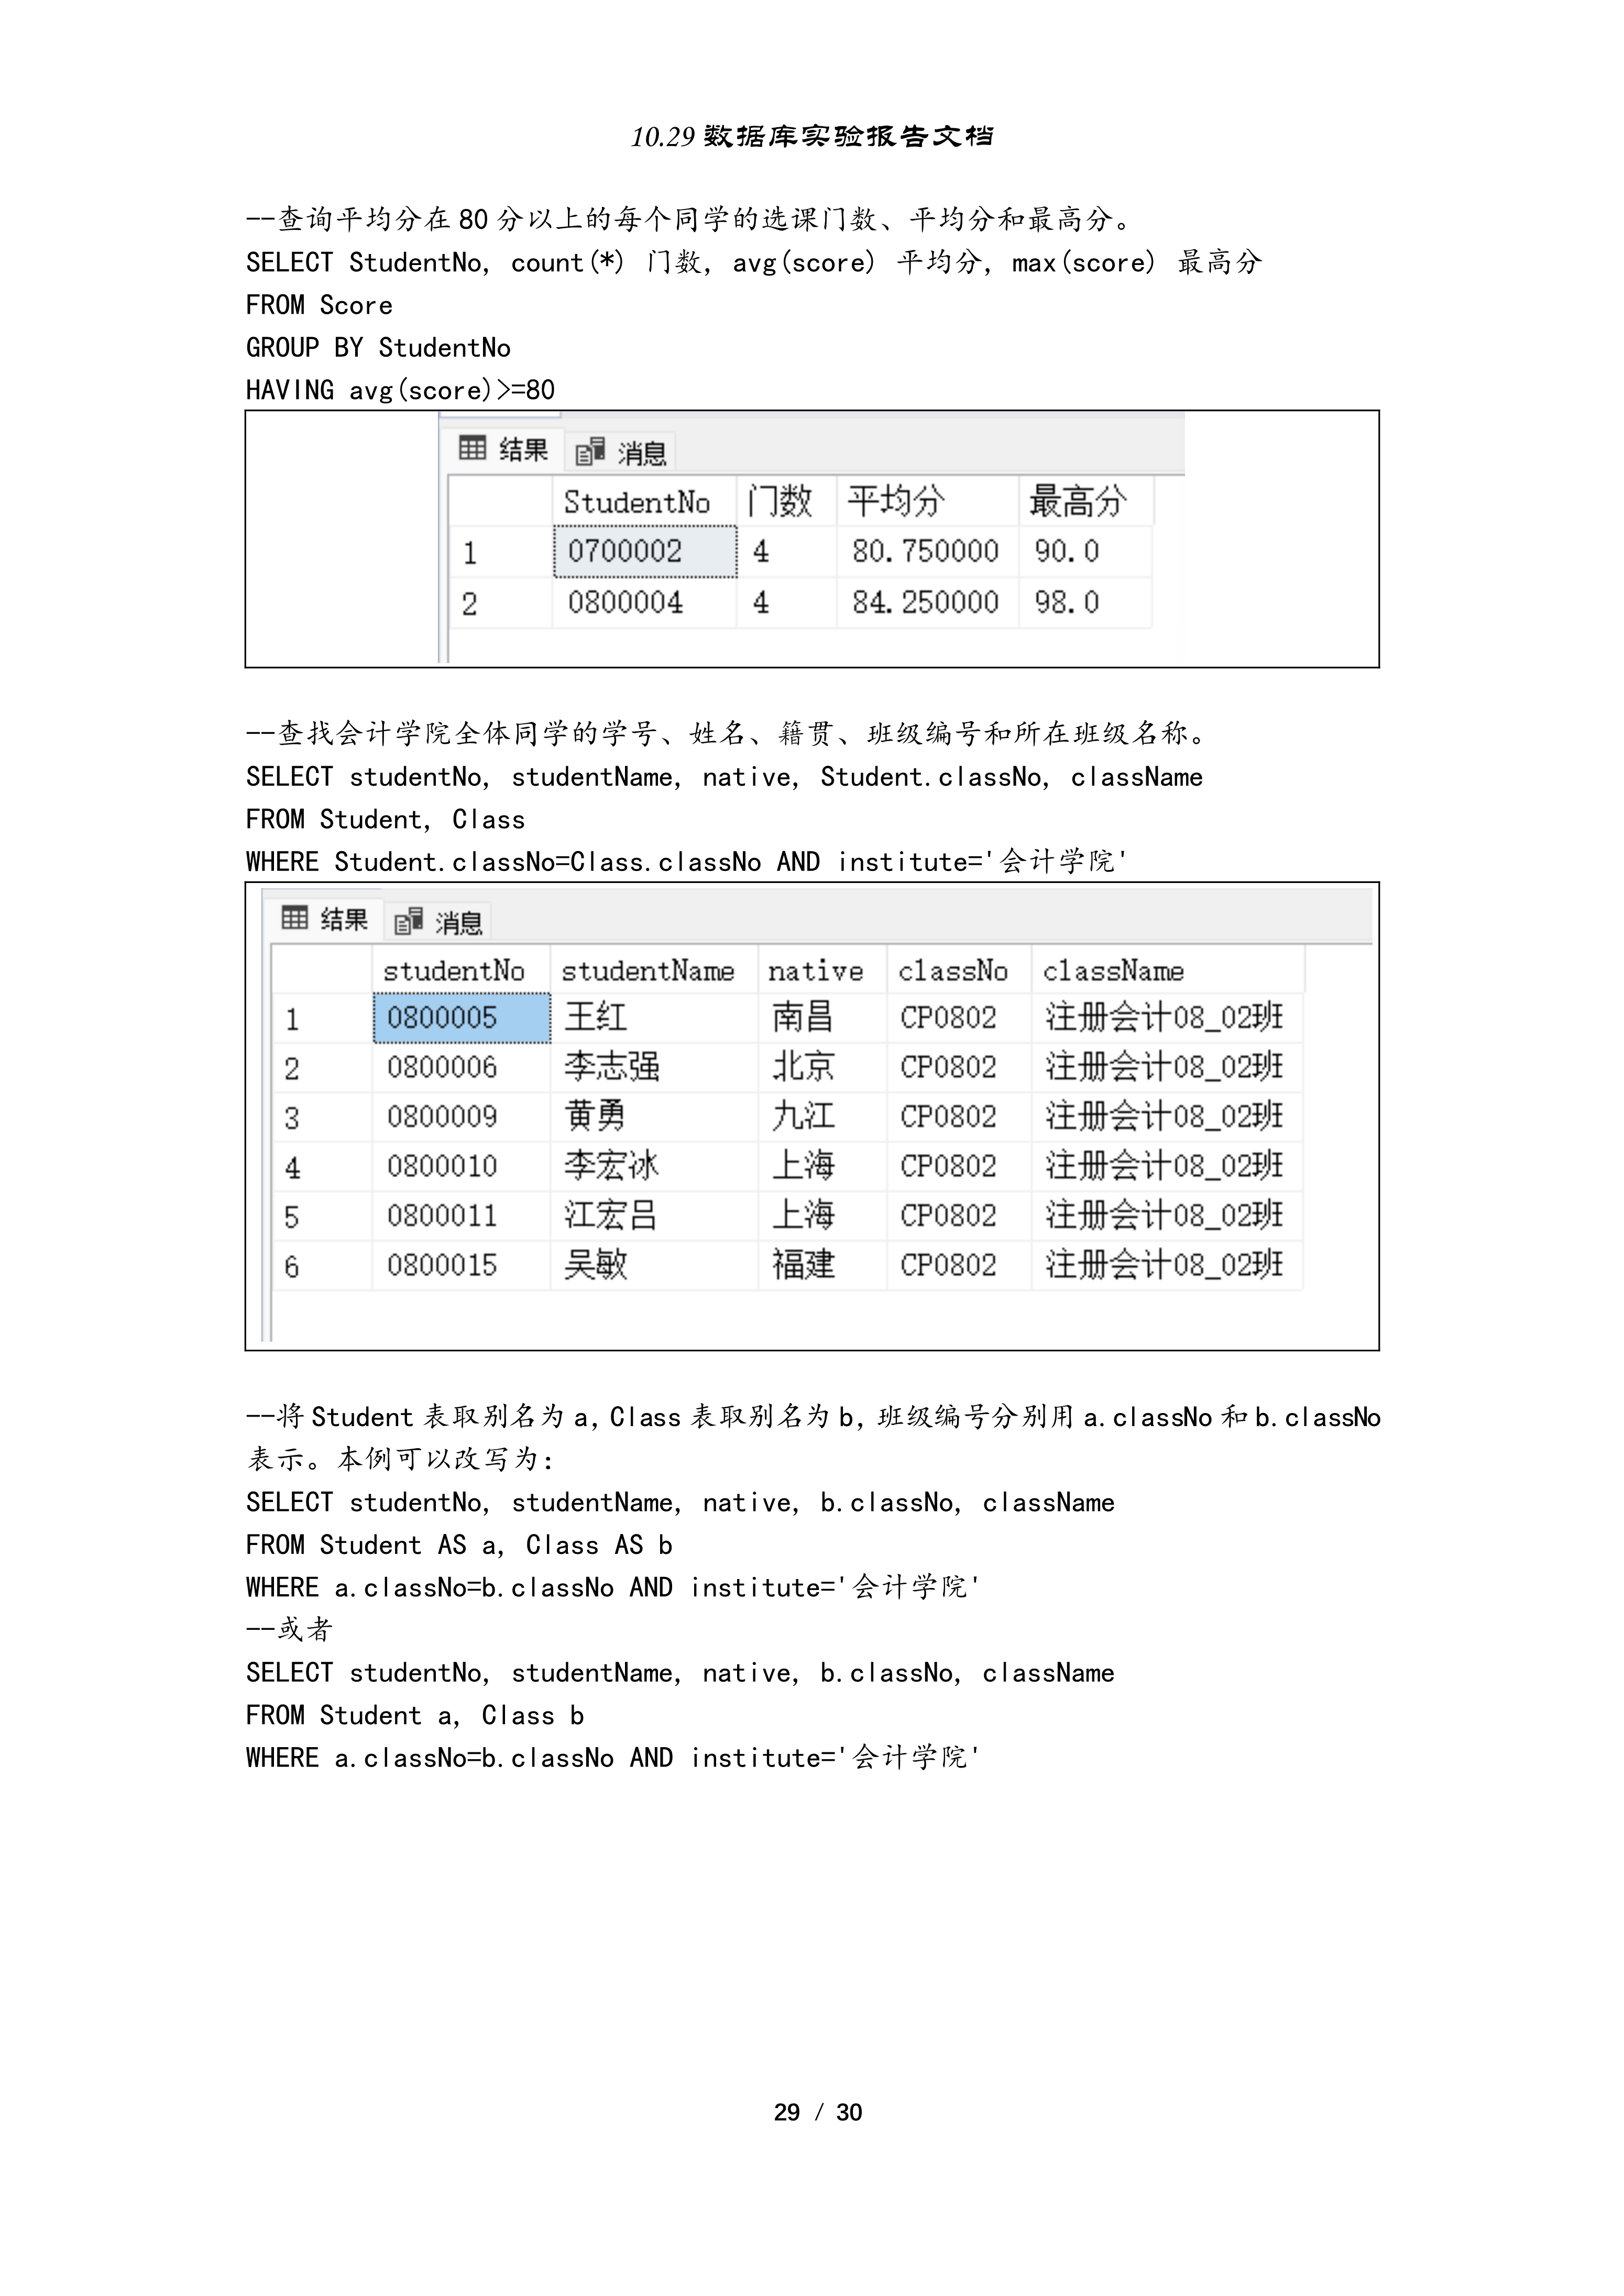 10.29 数据库实验报告文档
--查询平均分在 80 分以上的每个同学的选课门数、平均分和最高分。
SELECT StudentNo, count(*) 门数, avg(score) 平均分, max(score) 最高分
FROM Score
GROUP BY StudentNo
HAVING avg(score)>=80
结果 消息
StudentNo 门数 平均分 最高分
1 0700002 4 80.750000 90.0
2 0800004 4 84.250000 98.0
--查找会计学院全体同学的学号、姓名、籍贯、班级编号和所在班级名称。
SELECT studentNo, studentName, native, Student.classNo, className
FROM Student, Class
WHERE Student.classNo=Class.classNo AND institute='会计学院'
结果 消息
studentNo studentName native classNo className
1 0800005 王红 南昌 CP0802 注册会计08_02班
2 0800006 李志强 北京 CP0802 注册会计08_02班
3 0800009 黄勇 九江 CP0802 注册会计08_02班
4 0800010 李宏冰 上海 CP0802 注册会计08_02班
5 0800011 江宏吕 上海 CP0802 注册会计08_02班
6 0800015 吴敏 福建 CP0802 注册会计08_02班
--将 Student 表取别名为 a, Class 表取别名为 b, 班级编号分别用 a.classNo 和 b.classNo
表示。本例可以改写为:
SELECT studentNo, studentName, native, b.classNo, className
FROM Student AS a, Class AS b
WHERE a.classNo=b.classNo AND institute='会计学院'
--或者
SELECT studentNo, studentName, native, b.classNo, className
FROM Student a, Class b
WHERE a.classNo=b.classNo AND institute='会计学院'
29 / 30